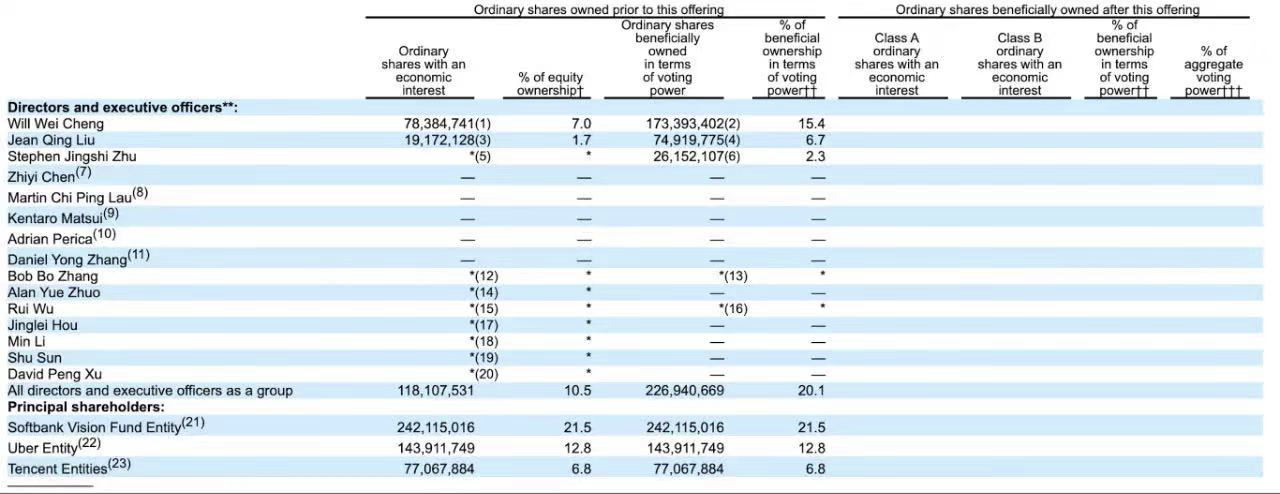 Ordinary shares owned prior to this offering Ordinary shares beneficially owned after this offering
Ordinary shares with an economic interest % of equity ownership† Ordinary shares beneficially owned in terms of voting power % of beneficial ownership in terms of voting power†† Class A ordinary shares with an economic interest Class B ordinary shares with an economic interest % of beneficial ownership in terms of voting power†† % of aggregate voting power†††
Directors and executive officers**:
Will Wei Cheng 78,384,741(1) 7.0 173,393,402(2) 15.4
Jean Qing Liu 19,172,128(3) 1.7 74,919,775(4) 6.7
Stephen Jingshi Zhu *(5) * 26,152,107(6) 2.3
Zhiyi Chen(7) — — — —
Martin Chi Ping Lau(8) — — — —
Kentaro Matsui(9) — — — —
Adrian Perica(10) — — — —
Daniel Yong Zhang(11) — — — —
Bob Bo Zhang *(12) * *(13) *
Alan Yue Zhuo *(14) * — —
Rui Wu *(15) * *(16) *
Jinglei Hou *(17) * — —
Min Li *(18) * — —
Shu Sun *(19) * — —
David Peng Xu *(20) * — —
All directors and executive officers as a group 118,107,531 10.5 226,940,669 20.1
Principal shareholders:
Softbank Vision Fund Entity(21) 242,115,016 21.5 242,115,016 21.5
Uber Entity(22) 143,911,749 12.8 143,911,749 12.8
Tencent Entities(23) 77,067,884 6.8 77,067,884 6.8